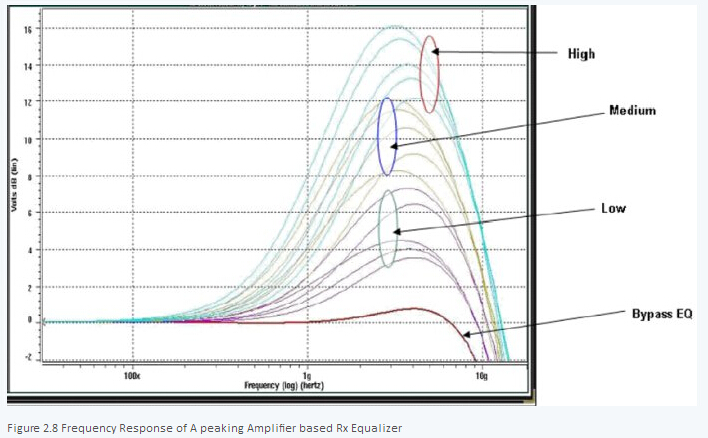 16
14
12
10
8
6
4
2
0
-2
Volts dB (lin)
100x
1g
10g
Frequency (log) (hertz)
High
Medium
Low
Bypass EQ
Figure 2.8 Frequency Response of A peaking Amplifier based Rx Equalizer